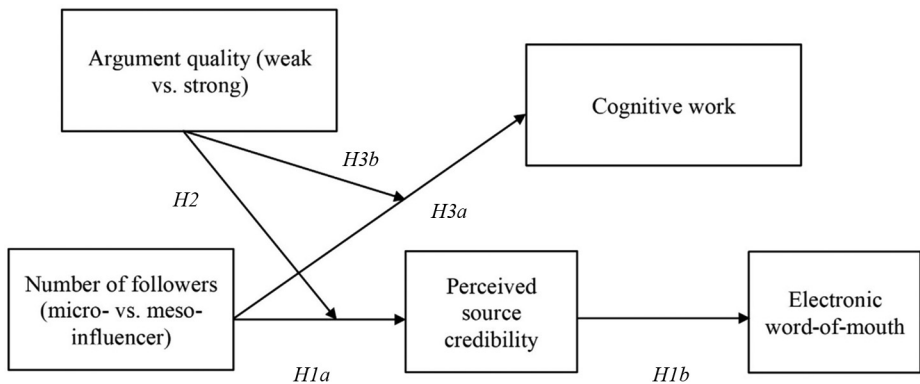 Argument quality (weak
vs. strong)
Cognitive work
H3b
H2
H3a
Number of followers
(micro- vs. meso-
influencer)
Perceived
source
credibility
Electronic
word-of-mouth
H1a
H1b